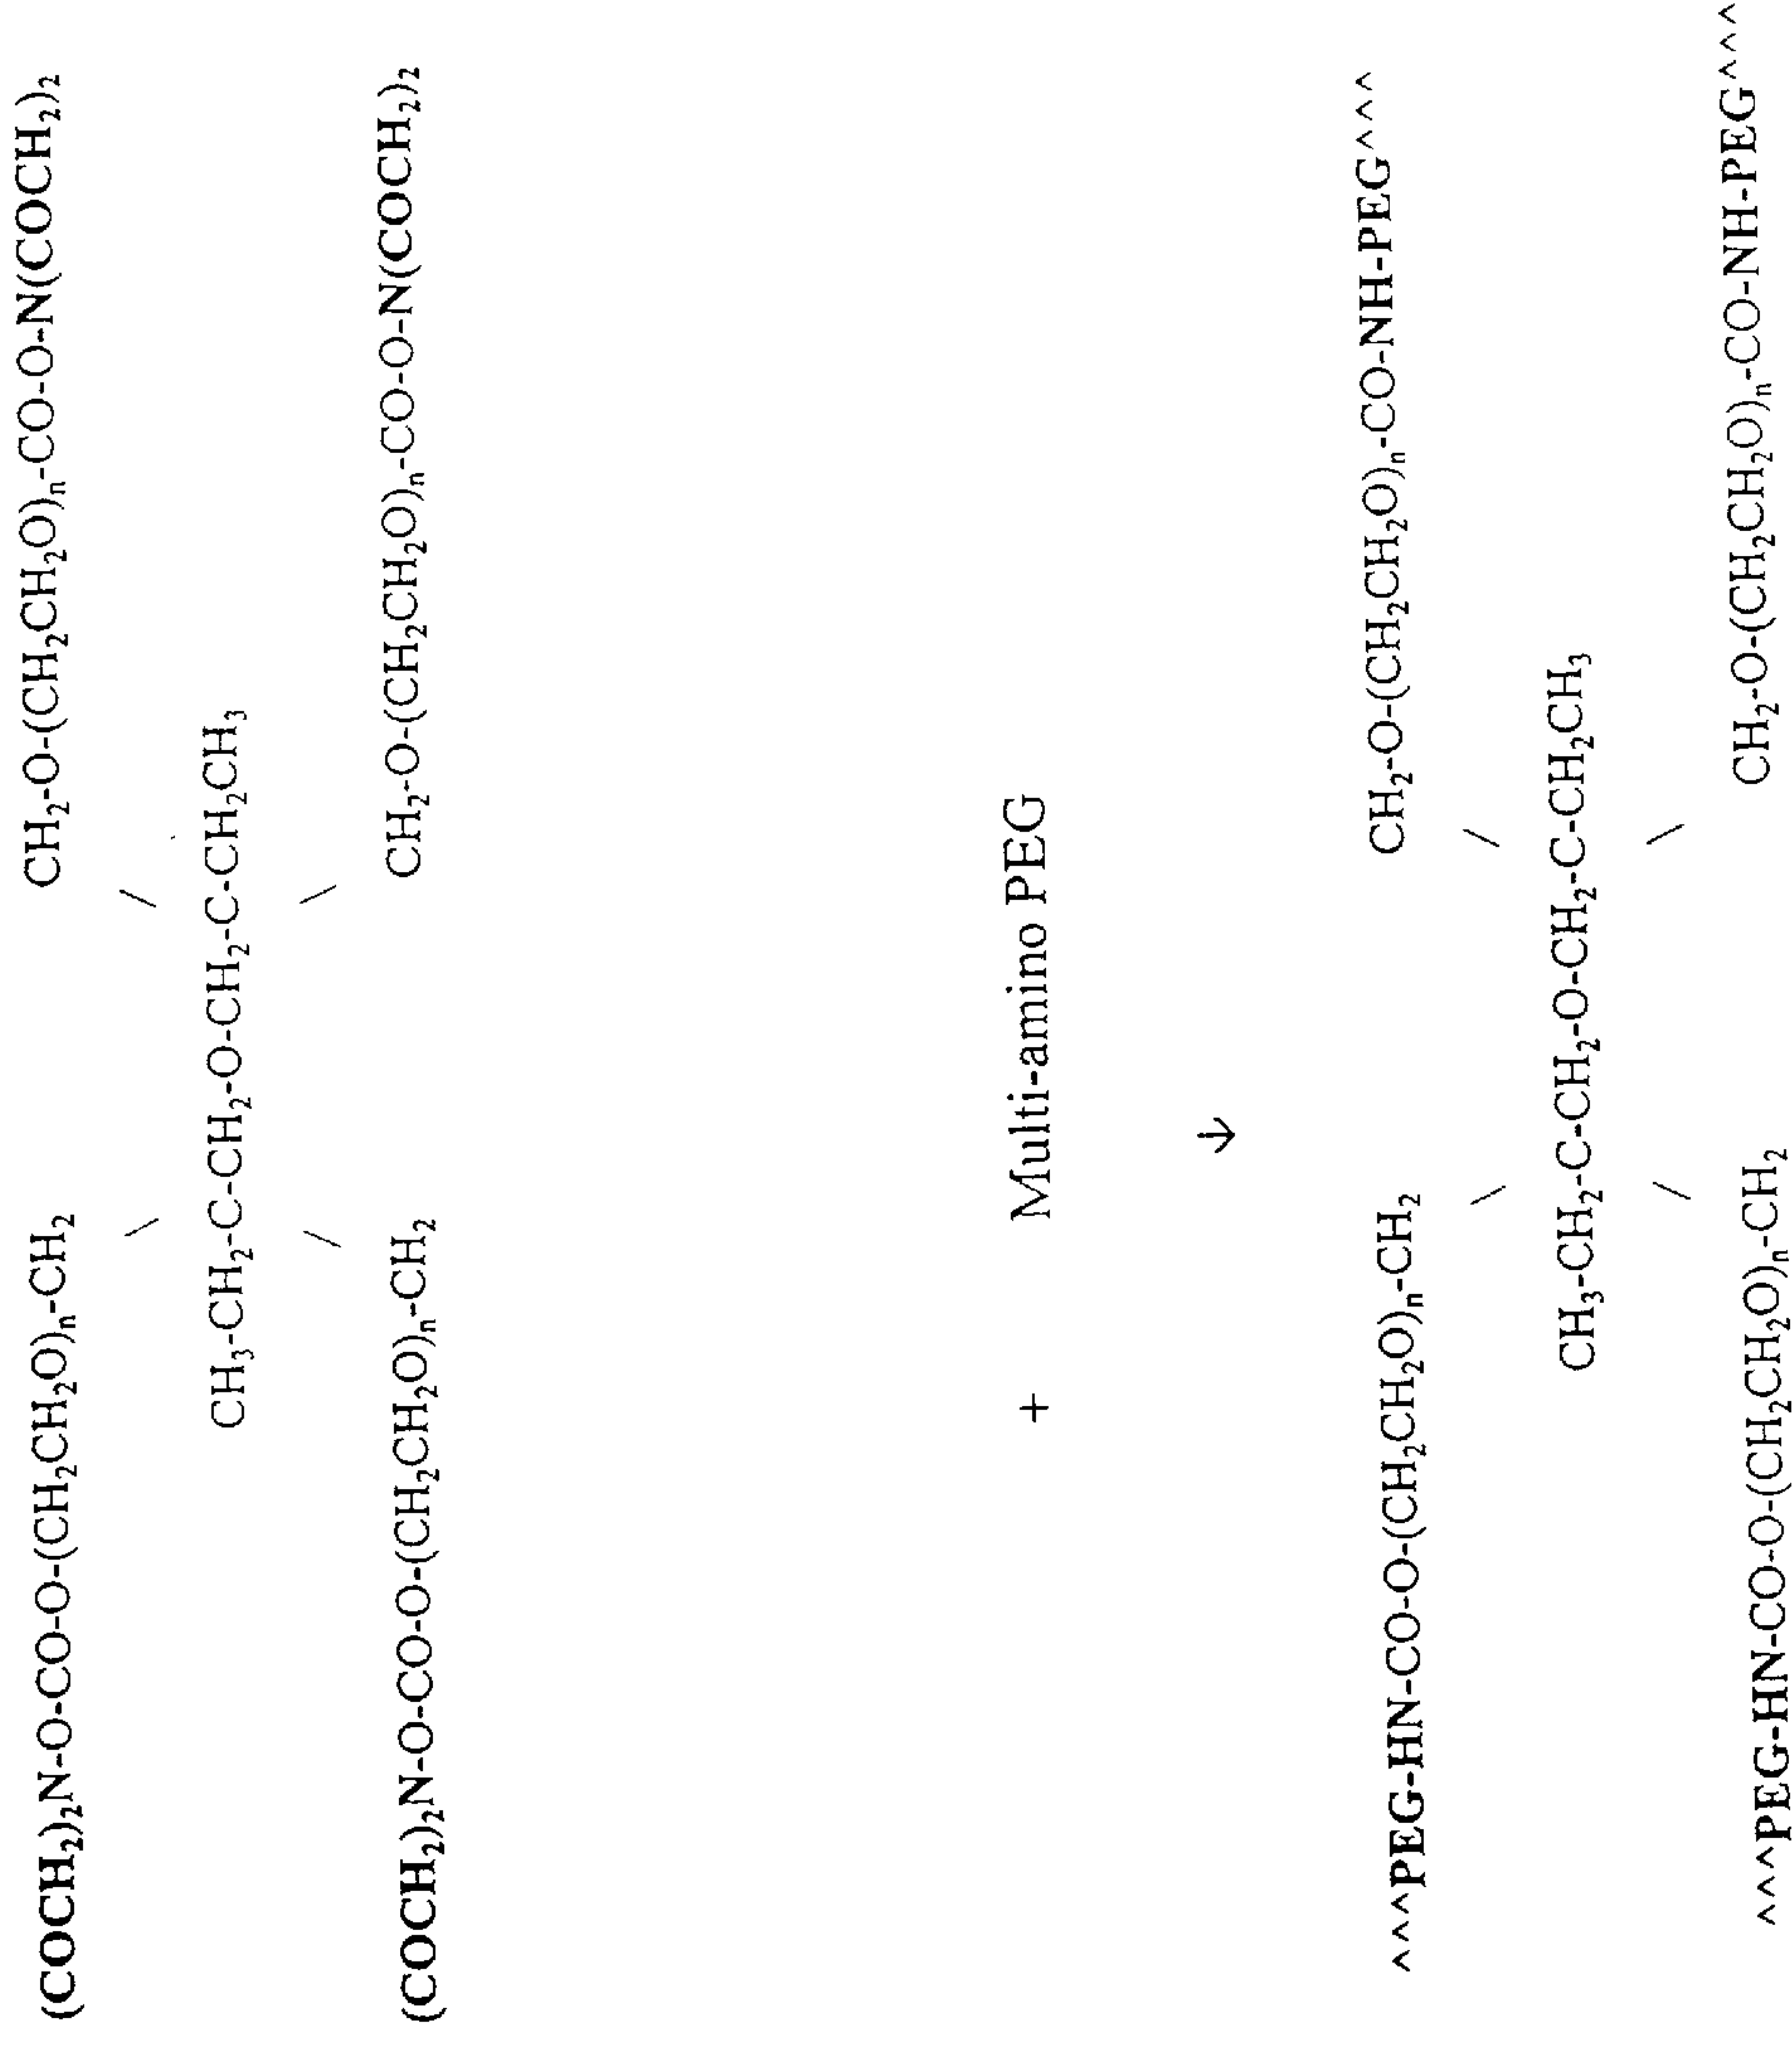 (COCH₂)₂N-O-CO-O-(CH₂CH₂O)ₙ-CH₂ CH₂-O-(CH₂CH₂O)ₙ-CO-O-N(COCH₂)₂
\ /
CH₃-CH₂-C-CH₂-O-CH₂-C-CH₂CH₃
/ \
(COCH₂)₂N-O-CO-O-(CH₂CH₂O)ₙ-CH₂ CH₂-O-(CH₂CH₂O)ₙ-CO-O-N(COCH₂)₂
+ Multi-amino PEG
↓
^^^PEG-HN-CO-O-(CH₂CH₂O)ₙ-CH₂ CH₂-O-(CH₂CH₂O)ₙ-CO-NH-PEG^^^
\ /
CH₃-CH₂-C-CH₂-O-CH₂-C-CH₂CH₃
/ \
^^^PEG-HN-CO-O-(CH₂CH₂O)ₙ-CH₂ CH₂-O-(CH₂CH₂O)ₙ-CO-NH-PEG^^^